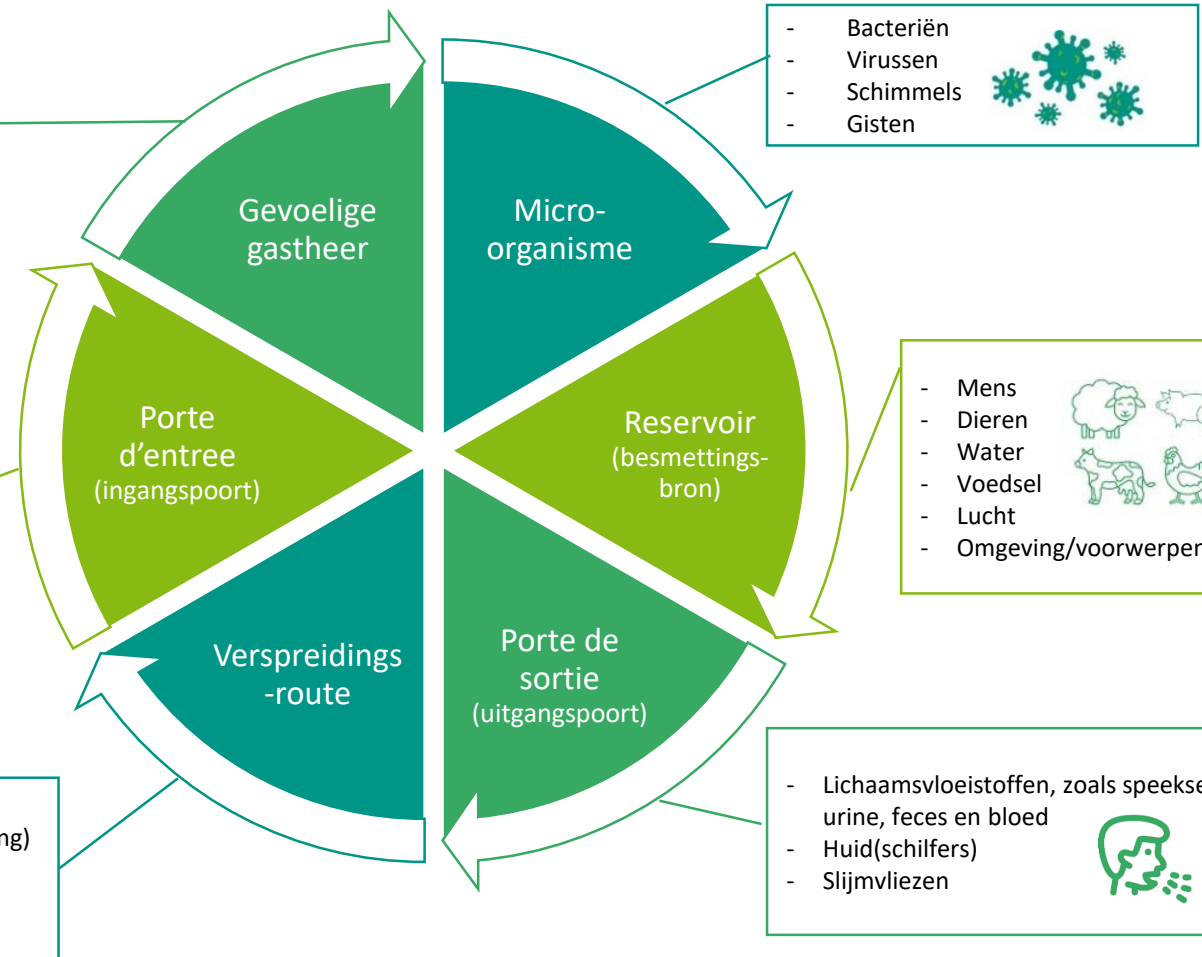 - Bacteriën
- Virussen
- Schimmels
- Gisten
Gevoelige
gastheer
Micro-
organisme
Porte
d’entree
(ingangspoort)
Reservoir
(besmettings-
bron)
- Mens
- Dieren
- Water
- Voedsel
- Lucht
- Omgeving/voorwerpen
Verspreidings
-route
Porte de
sortie
(uitgangspoort)
- Lichaamsvloeistoffen, zoals speekse
urine, feces en bloed
- Huid(schilfers)
- Slijmvliezen
ng)